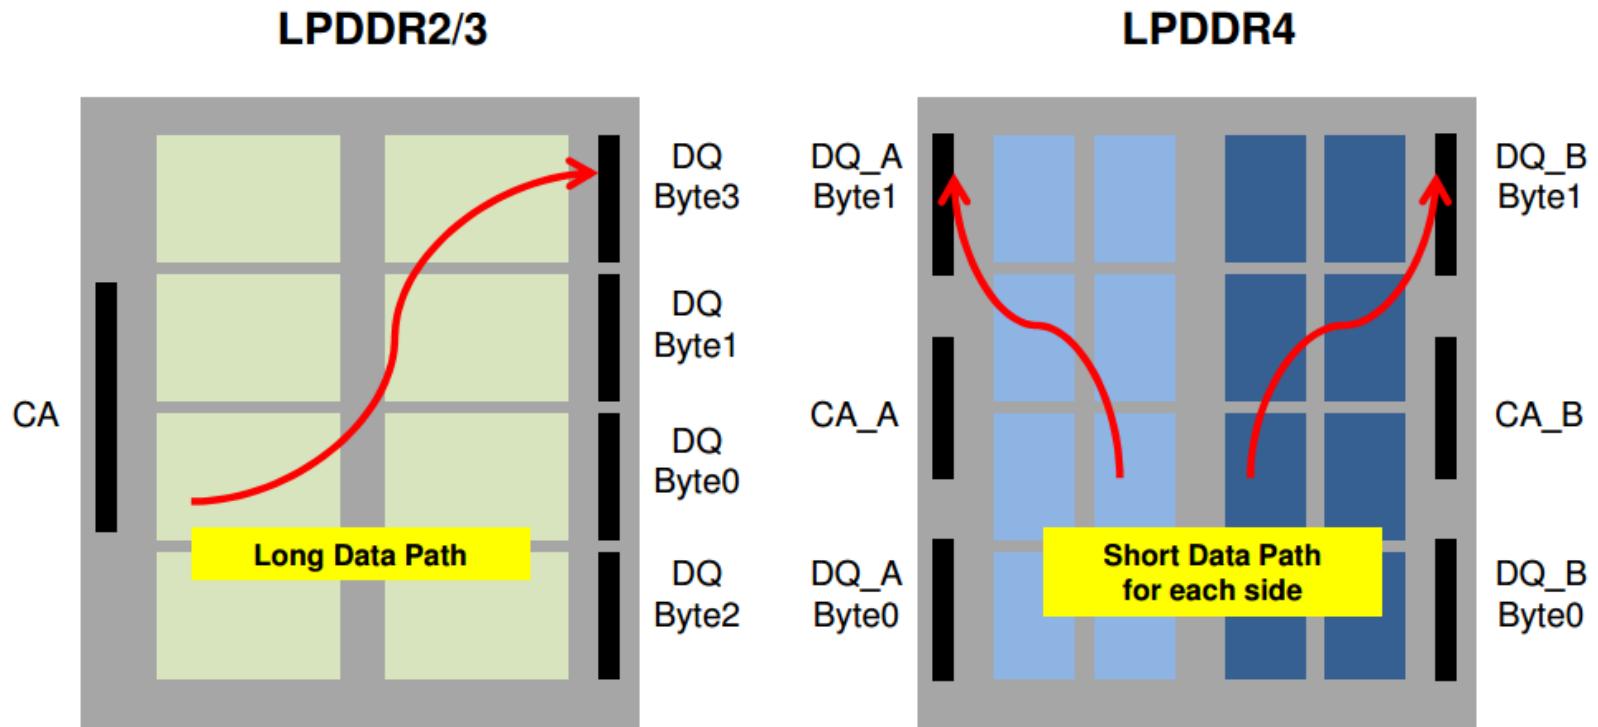 LPDDR2/3
CA
DQ
Byte3
DQ
Byte1
DQ
Byte0
DQ
Byte2
Long Data Path
LPDDR4
DQ_A
Byte1
CA_A
DQ_A
Byte0
Short Data Path
for each side
DQ_B
Byte1
CA_B
DQ_B
Byte0